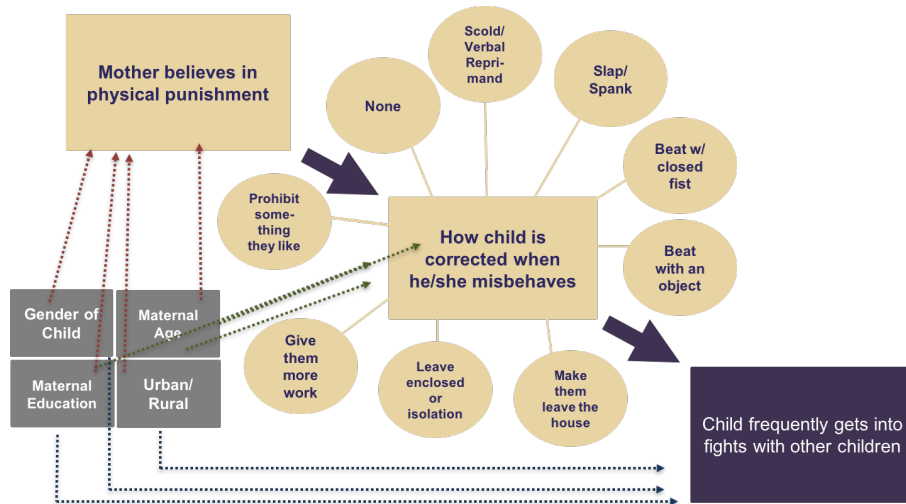 Mother believes in
physical punishment
None
Scold/
Verbal
Repri-
mand
Slap/
Spank
Beat w/
closed
fist
Prohibit
some-
thing
they like
How child is
corrected when
he/she misbehaves
Beat
with an
object
Gender of
Child
Maternal
Age
Maternal
Education
Urban/
Rural
Give
them
more
work
Leave
enclosed
or
isolation
Make
them
leave the
house
Child frequently gets into
fights with other children